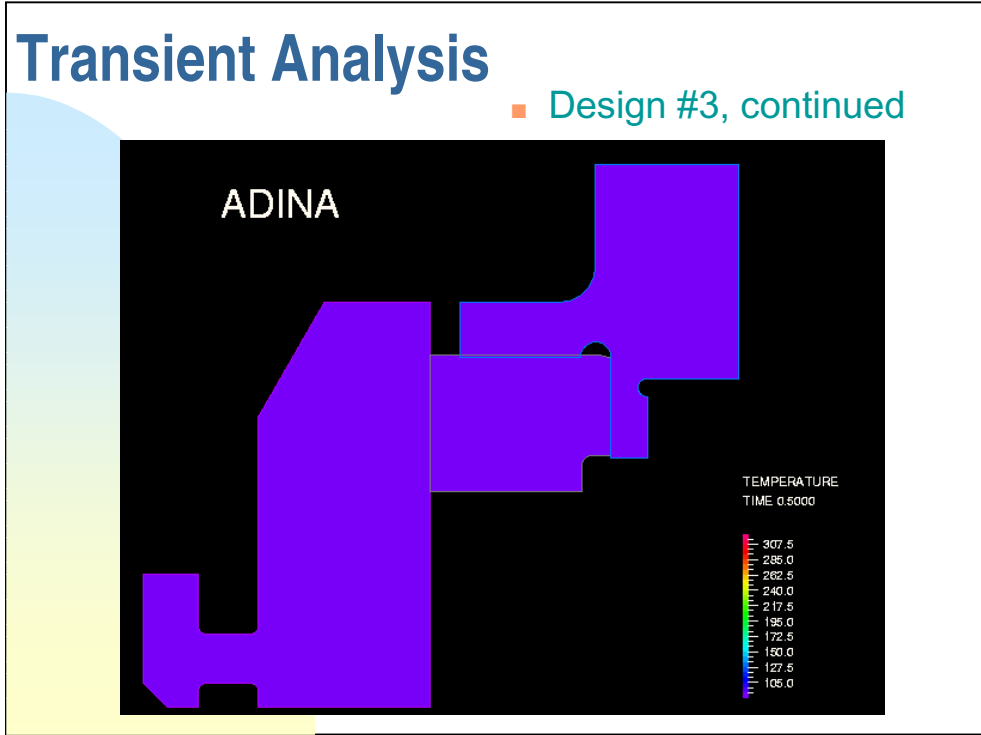 Transient Analysis
■ Design #3, continued
ADINA
TEMPERATURE
TIME 0.5000
307.5
285.0
262.5
240.0
217.5
195.0
172.5
150.0
127.5
105.0